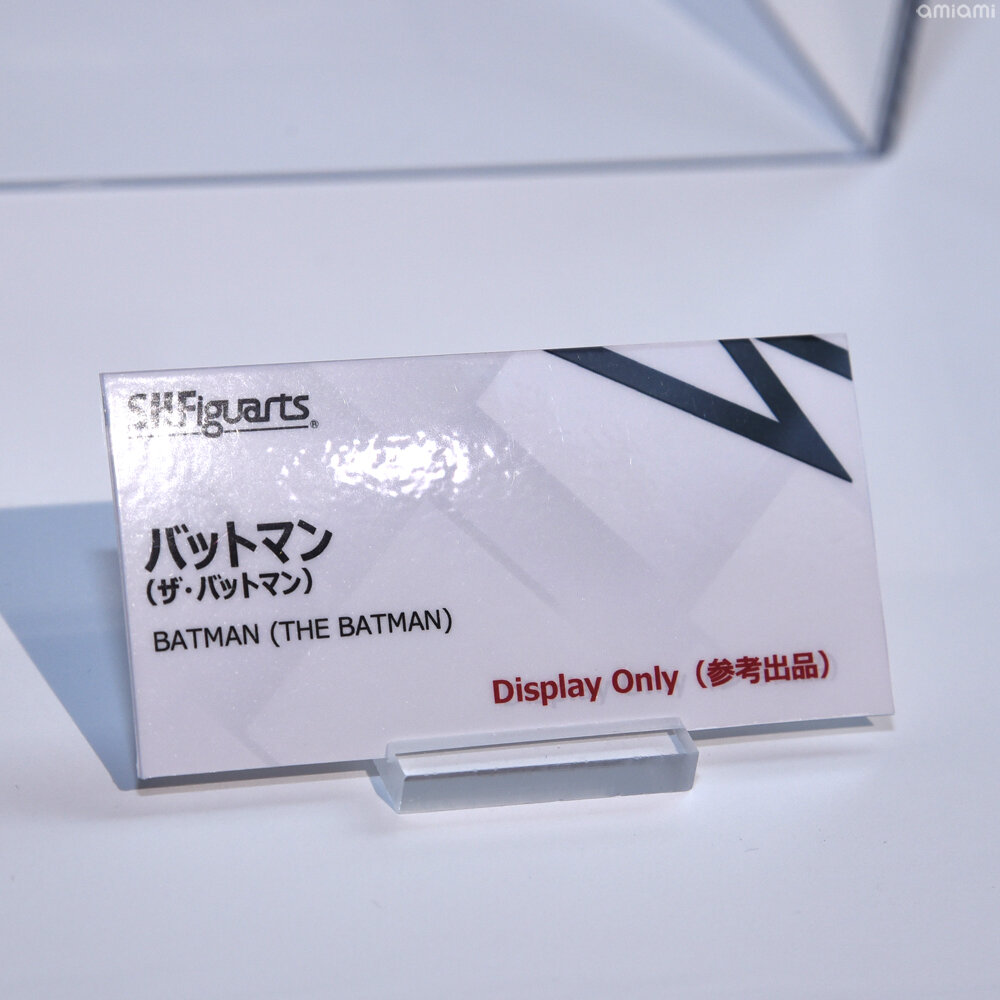 amiami
S.H.Figuarts®
バットマン
(ザ・バットマン)
BATMAN (THE BATMAN)
Display Only (参考出品)